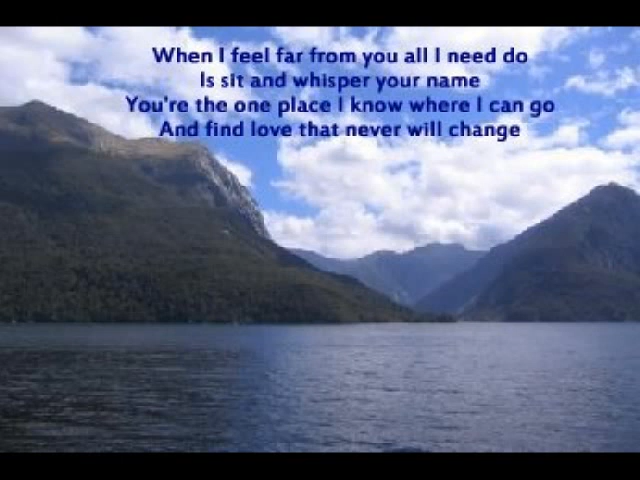 When I feel far from you all I need do
Is sit and whisper your name
You're the one place I know where I can go
And find love that never will change